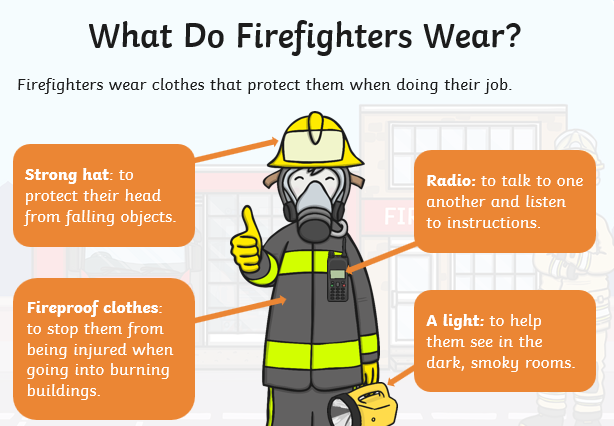 What Do Firefighters Wear?
Firefighters wear clothes that protect them when doing their job.
Strong hat: to
protect their head
from falling objects.
Radio: to talk to one
another and listen
to instructions.
Fireproof clothes:
to stop them from
being injured when
going into burning
buildings.
A light: to help
them see in the
dark, smoky rooms.